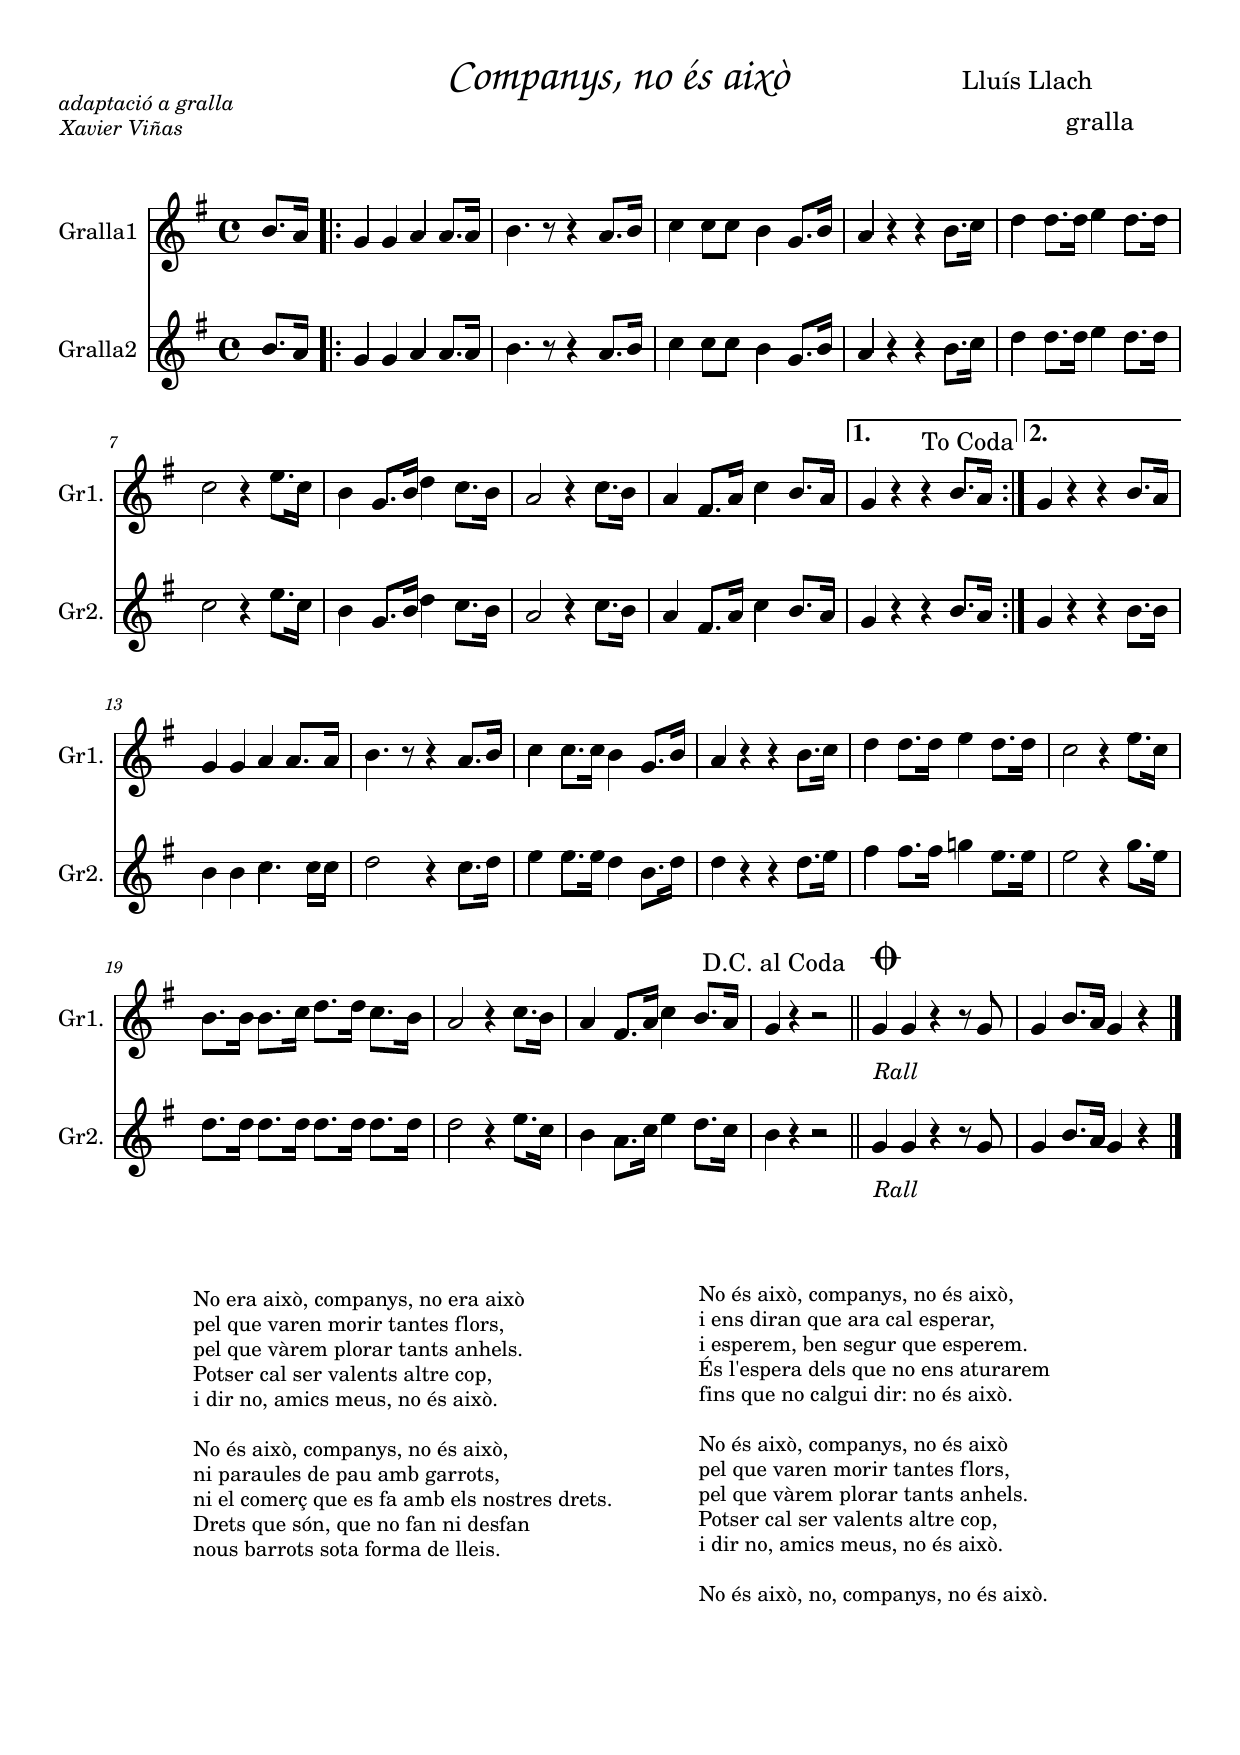 Companys, no és això
Lluís Llach
adaptació a gralla
Xavier Viñas
gralla
Gralla1
Gralla2
7
1.
To Coda
2.
Gr1.
Gr2.
13
Gr1.
Gr2.
19
D.C. al Coda
Gr1.
Rall
Gr2.
Rall
No era això, companys, no era això
pel que varen morir tantes flors,
pel que vàrem plorar tants anhels.
Potser cal ser valents altre cop,
i dir no, amics meus, no és això.
No és això, companys, no és això,
ni paraules de pau amb garrots,
ni el comerç que es fa amb els nostres drets.
Drets que són, que no fan ni desfan
nous barrots sota forma de lleis.
No és això, companys, no és això,
i ens diran que ara cal esperar,
i esperem, ben segur que esperem.
És l'espera dels que no ens aturarem
fins que no calgui dir: no és això.
No és això, companys, no és això
pel que varen morir tantes flors,
pel que vàrem plorar tants anhels.
Potser cal ser valents altre cop,
i dir no, amics meus, no és això.
No és això, no, companys, no és això.